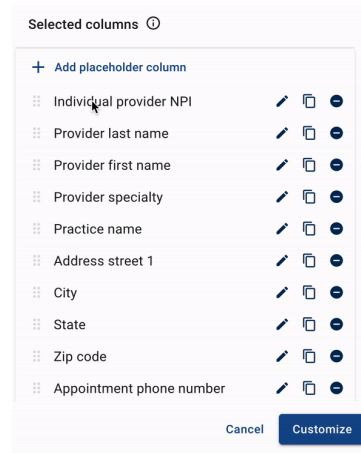 Selected columns
Add placeholder column
Individual provider NPI
Provider last name
Provider first name
Provider specialty
Practice name
Address street 1
City
State
Zip code
Appointment phone number
Cancel
Customize